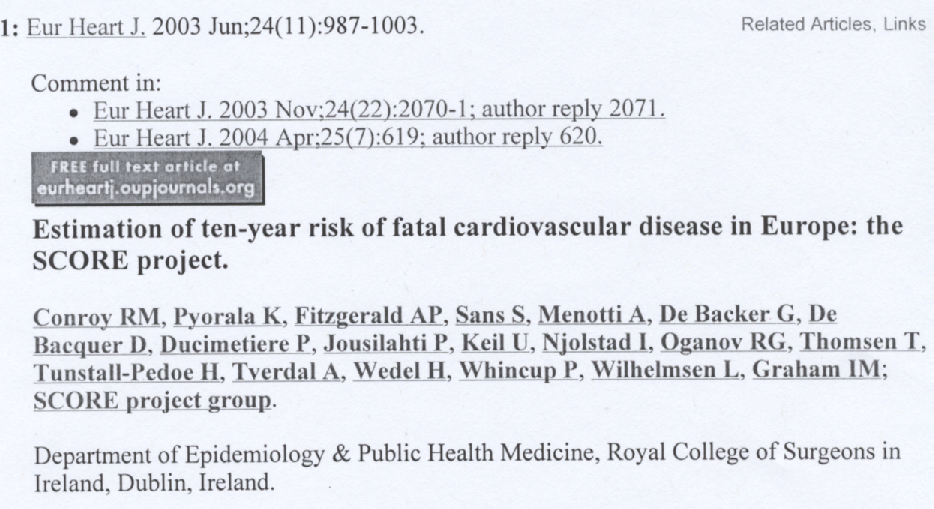 1: Eur Heart J. 2003 Jun;24(11):987-1003. Related Articles, Links
Comment in:
• Eur Heart J. 2003 Nov;24(22):2070-1; author reply 2071.
• Eur Heart J. 2004 Apr;25(7):619; author reply 620.
FREE full text article at
eurheartj.oupjournals.org
Estimation of ten-year risk of fatal cardiovascular disease in Europe: the
SCORE project.
Conroy RM, Pyorala K, Fitzgerald AP, Sans S, Menotti A, De Backer G, De
Bacquer D, Ducimetiere P, Jousilahti P, Keil U, Njolstad I, Oganov RG, Thomsen T,
Tunstall-Pedoe H, Tverdal A, Wedel H, Whincup P, Wilhelmsen L, Graham IM;
SCORE project group.
Department of Epidemiology & Public Health Medicine, Royal College of Surgeons in
Ireland, Dublin, Ireland.